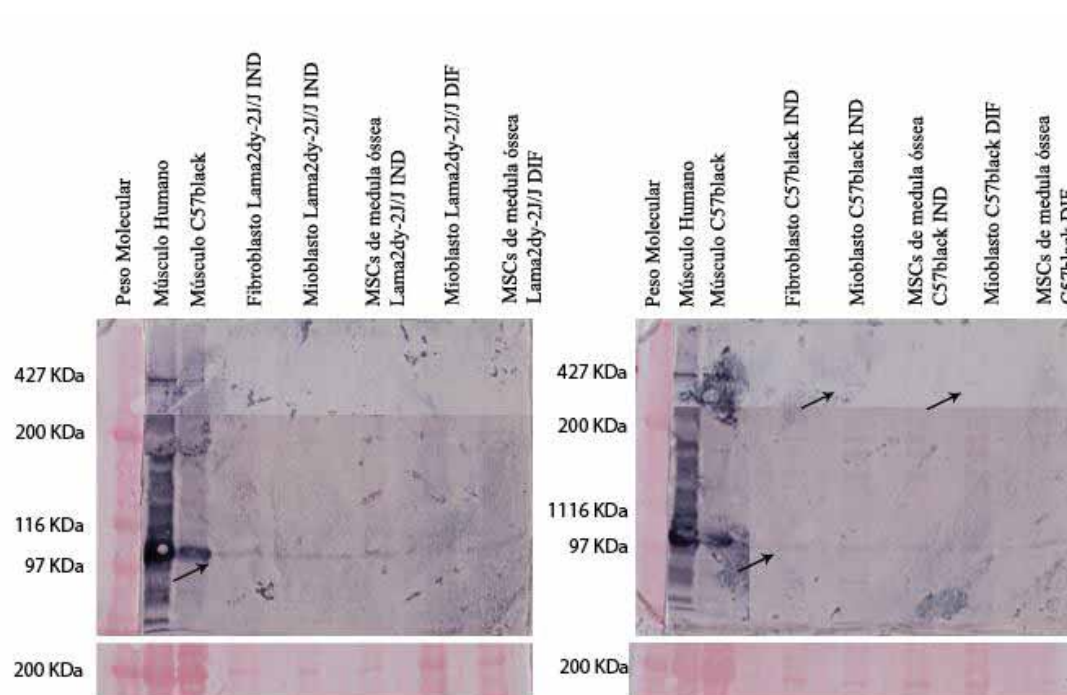 Peso Molecular
Músculo Humano
Músculo C57black
Fibroblasto Lama2dy-2J/J IND
Mioblasto Lama2dy-2J/J IND
MSCs de medula óssea
Lama2dy-2J/J IND
Mioblasto Lama2dy-2J/J DIF
MSCs de medula óssea
Lama2dy-2J/J DIF
427 KDa
200 KDa
116 KDa
97 KDa
200 KDa
Peso Molecular
Músculo Humano
Músculo C57black
Fibroblasto C57black IND
Mioblasto C57black IND
MSCs de medula óssea
C57black IND
Mioblasto C57black DIF
MSCs de medula óssea
C57black DIF
427 KDa
200 KDa
1116 KDa
97 KDa
200 KDa